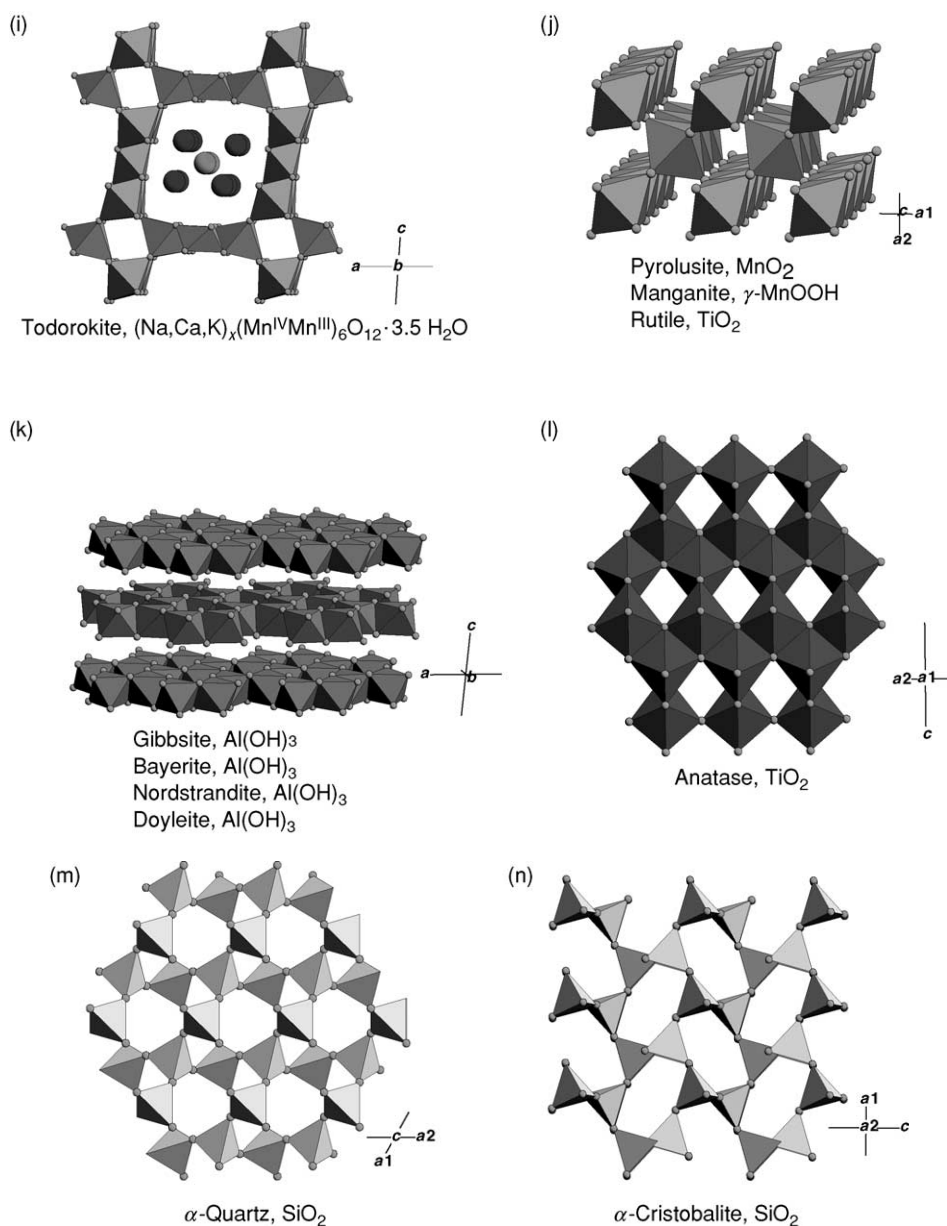 (i)
c
a b
Todorokite, (Na,Ca,K)ₓ(MnᴵⱽMnᴵᴵᴵ)₆O₁₂· 3.5 H₂O
(j)
c a1
a2
Pyrolusite, MnO₂
Manganite, γ-MnOOH
Rutile, TiO₂
(k)
c
a b
Gibbsite, Al(OH)₃
Bayerite, Al(OH)₃
Nordstrandite, Al(OH)₃
Doyleite, Al(OH)₃
(l)
a2 a1
c
Anatase, TiO₂
(m)
c a2
a1
α-Quartz, SiO₂
(n)
a1
a2 c
α-Cristobalite, SiO₂